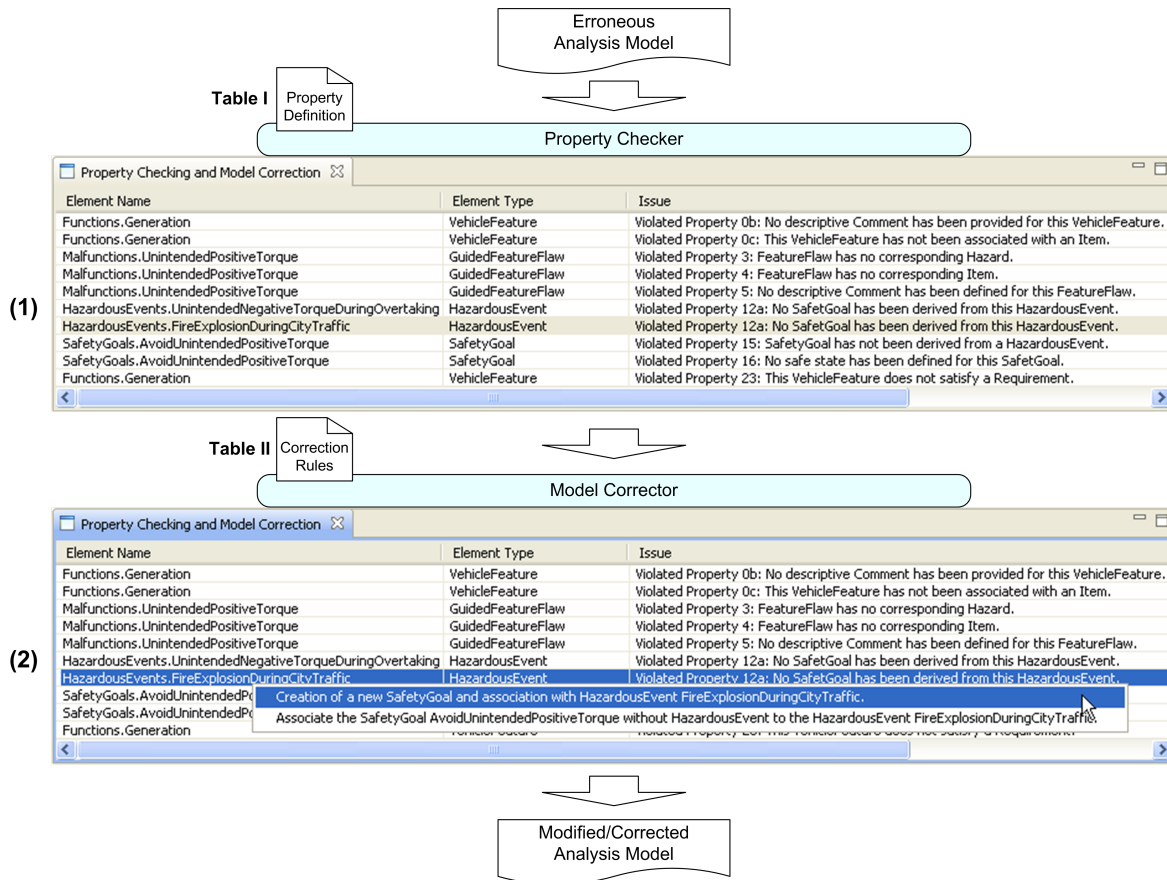 Erroneous
Analysis Model
Table I
Property
Definition
Property Checker
Property Checking and Model Correction
Element Name Element Type Issue
Functions.Generation VehicleFeature Violated Property 0b: No descriptive Comment has been provided for this VehicleFeature.
Functions.Generation VehicleFeature Violated Property 0c: This VehicleFeature has not been associated with an Item.
Malfunctions.UnintendedPositiveTorque GuidedFeatureFlaw Violated Property 3: FeatureFlaw has no corresponding Hazard.
Malfunctions.UnintendedPositiveTorque GuidedFeatureFlaw Violated Property 4: FeatureFlaw has no corresponding Item.
Malfunctions.UnintendedPositiveTorque GuidedFeatureFlaw Violated Property 5: No descriptive Comment has been defined for this FeatureFlaw.
(1)
HazardousEvents.UnintendedNegativeTorqueDuringOvertaking HazardousEvent Violated Property 12a: No SafetGoal has been derived from this HazardousEvent.
HazardousEvents.FireExplosionDuringCityTraffic HazardousEvent Violated Property 12a: No SafetGoal has been derived from this HazardousEvent.
SafetyGoals.AvoidUnintendedPositiveTorque SafetyGoal Violated Property 15: SafetyGoal has not been derived from a HazardousEvent.
SafetyGoals.AvoidUnintendedPositiveTorque SafetyGoal Violated Property 16: No safe state has been defined for this SafetGoal.
Functions.Generation VehicleFeature Violated Property 23: This VehicleFeature does not satisfy a Requirement.
Table II
Correction
Rules
Model Corrector
Property Checking and Model Correction
Element Name Element Type Issue
Functions.Generation VehicleFeature Violated Property 0b: No descriptive Comment has been provided for this VehicleFeature.
Functions.Generation VehicleFeature Violated Property 0c: This VehicleFeature has not been associated with an Item.
Malfunctions.UnintendedPositiveTorque GuidedFeatureFlaw Violated Property 3: FeatureFlaw has no corresponding Hazard.
Malfunctions.UnintendedPositiveTorque GuidedFeatureFlaw Violated Property 4: FeatureFlaw has no corresponding Item.
Malfunctions.UnintendedPositiveTorque GuidedFeatureFlaw Violated Property 5: No descriptive Comment has been defined for this FeatureFlaw.
(2)
HazardousEvents.UnintendedNegativeTorqueDuringOvertaking HazardousEvent Violated Property 12a: No SafetGoal has been derived from this HazardousEvent.
HazardousEvents.FireExplosionDuringCityTraffic HazardousEvent Violated Property 12a: No SafetGoal has been derived from this HazardousEvent.
SafetyGoals.AvoidUnintendedPo
Creation of a new SafetyGoal and association with HazardousEvent FireExplosionDuringCityTraffic.
SafetyGoals.AvoidUnintendedPo
Associate the SafetyGoal AvoidUnintendedPositiveTorque without HazardousEvent to the HazardousEvent FireExplosionDuringCityTraffic.
Functions.Generation
Modified/Corrected
Analysis Model